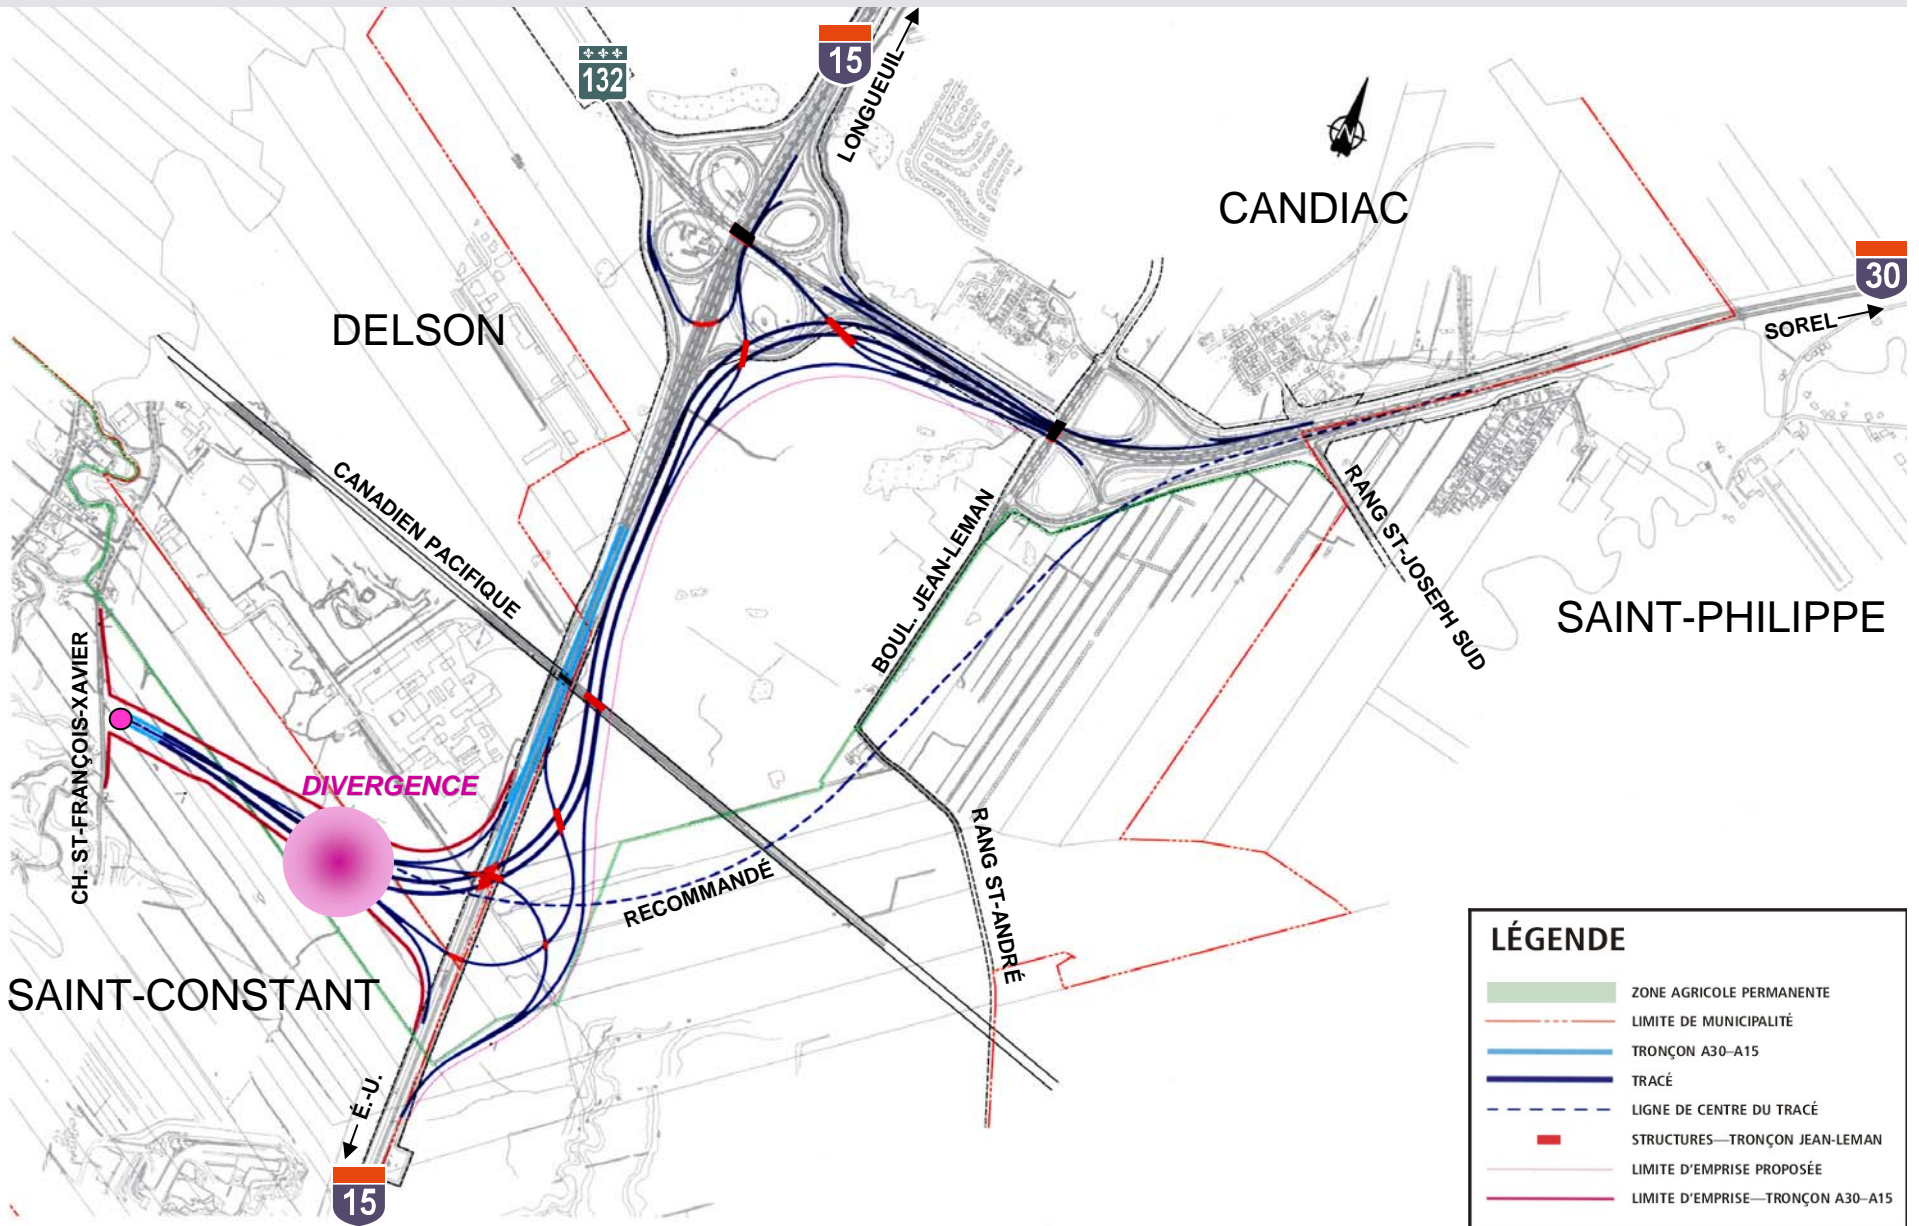 132
15
LONGUEUIL
N
CANDIAC
30
SOREL
DELSON
CANADIEN PACIFIQUE
BOUL. JEAN-LEMAN
RANG ST-JOSEPH SUD
SAINT-PHILIPPE
CH. ST-FRANÇOIS-XAVIER
DIVERGENCE
RECOMMANDÉ
RANG ST-ANDRÉ
SAINT-CONSTANT
É.-U.
15
LÉGENDE
ZONE AGRICOLE PERMANENTE
LIMITE DE MUNICIPALITÉ
TRONÇON A30–A15
TRACÉ
LIGNE DE CENTRE DU TRACÉ
STRUCTURES—TRONÇON JEAN-LEMAN
LIMITE D'EMPRISE PROPOSÉE
LIMITE D'EMPRISE—TRONÇON A30–A15